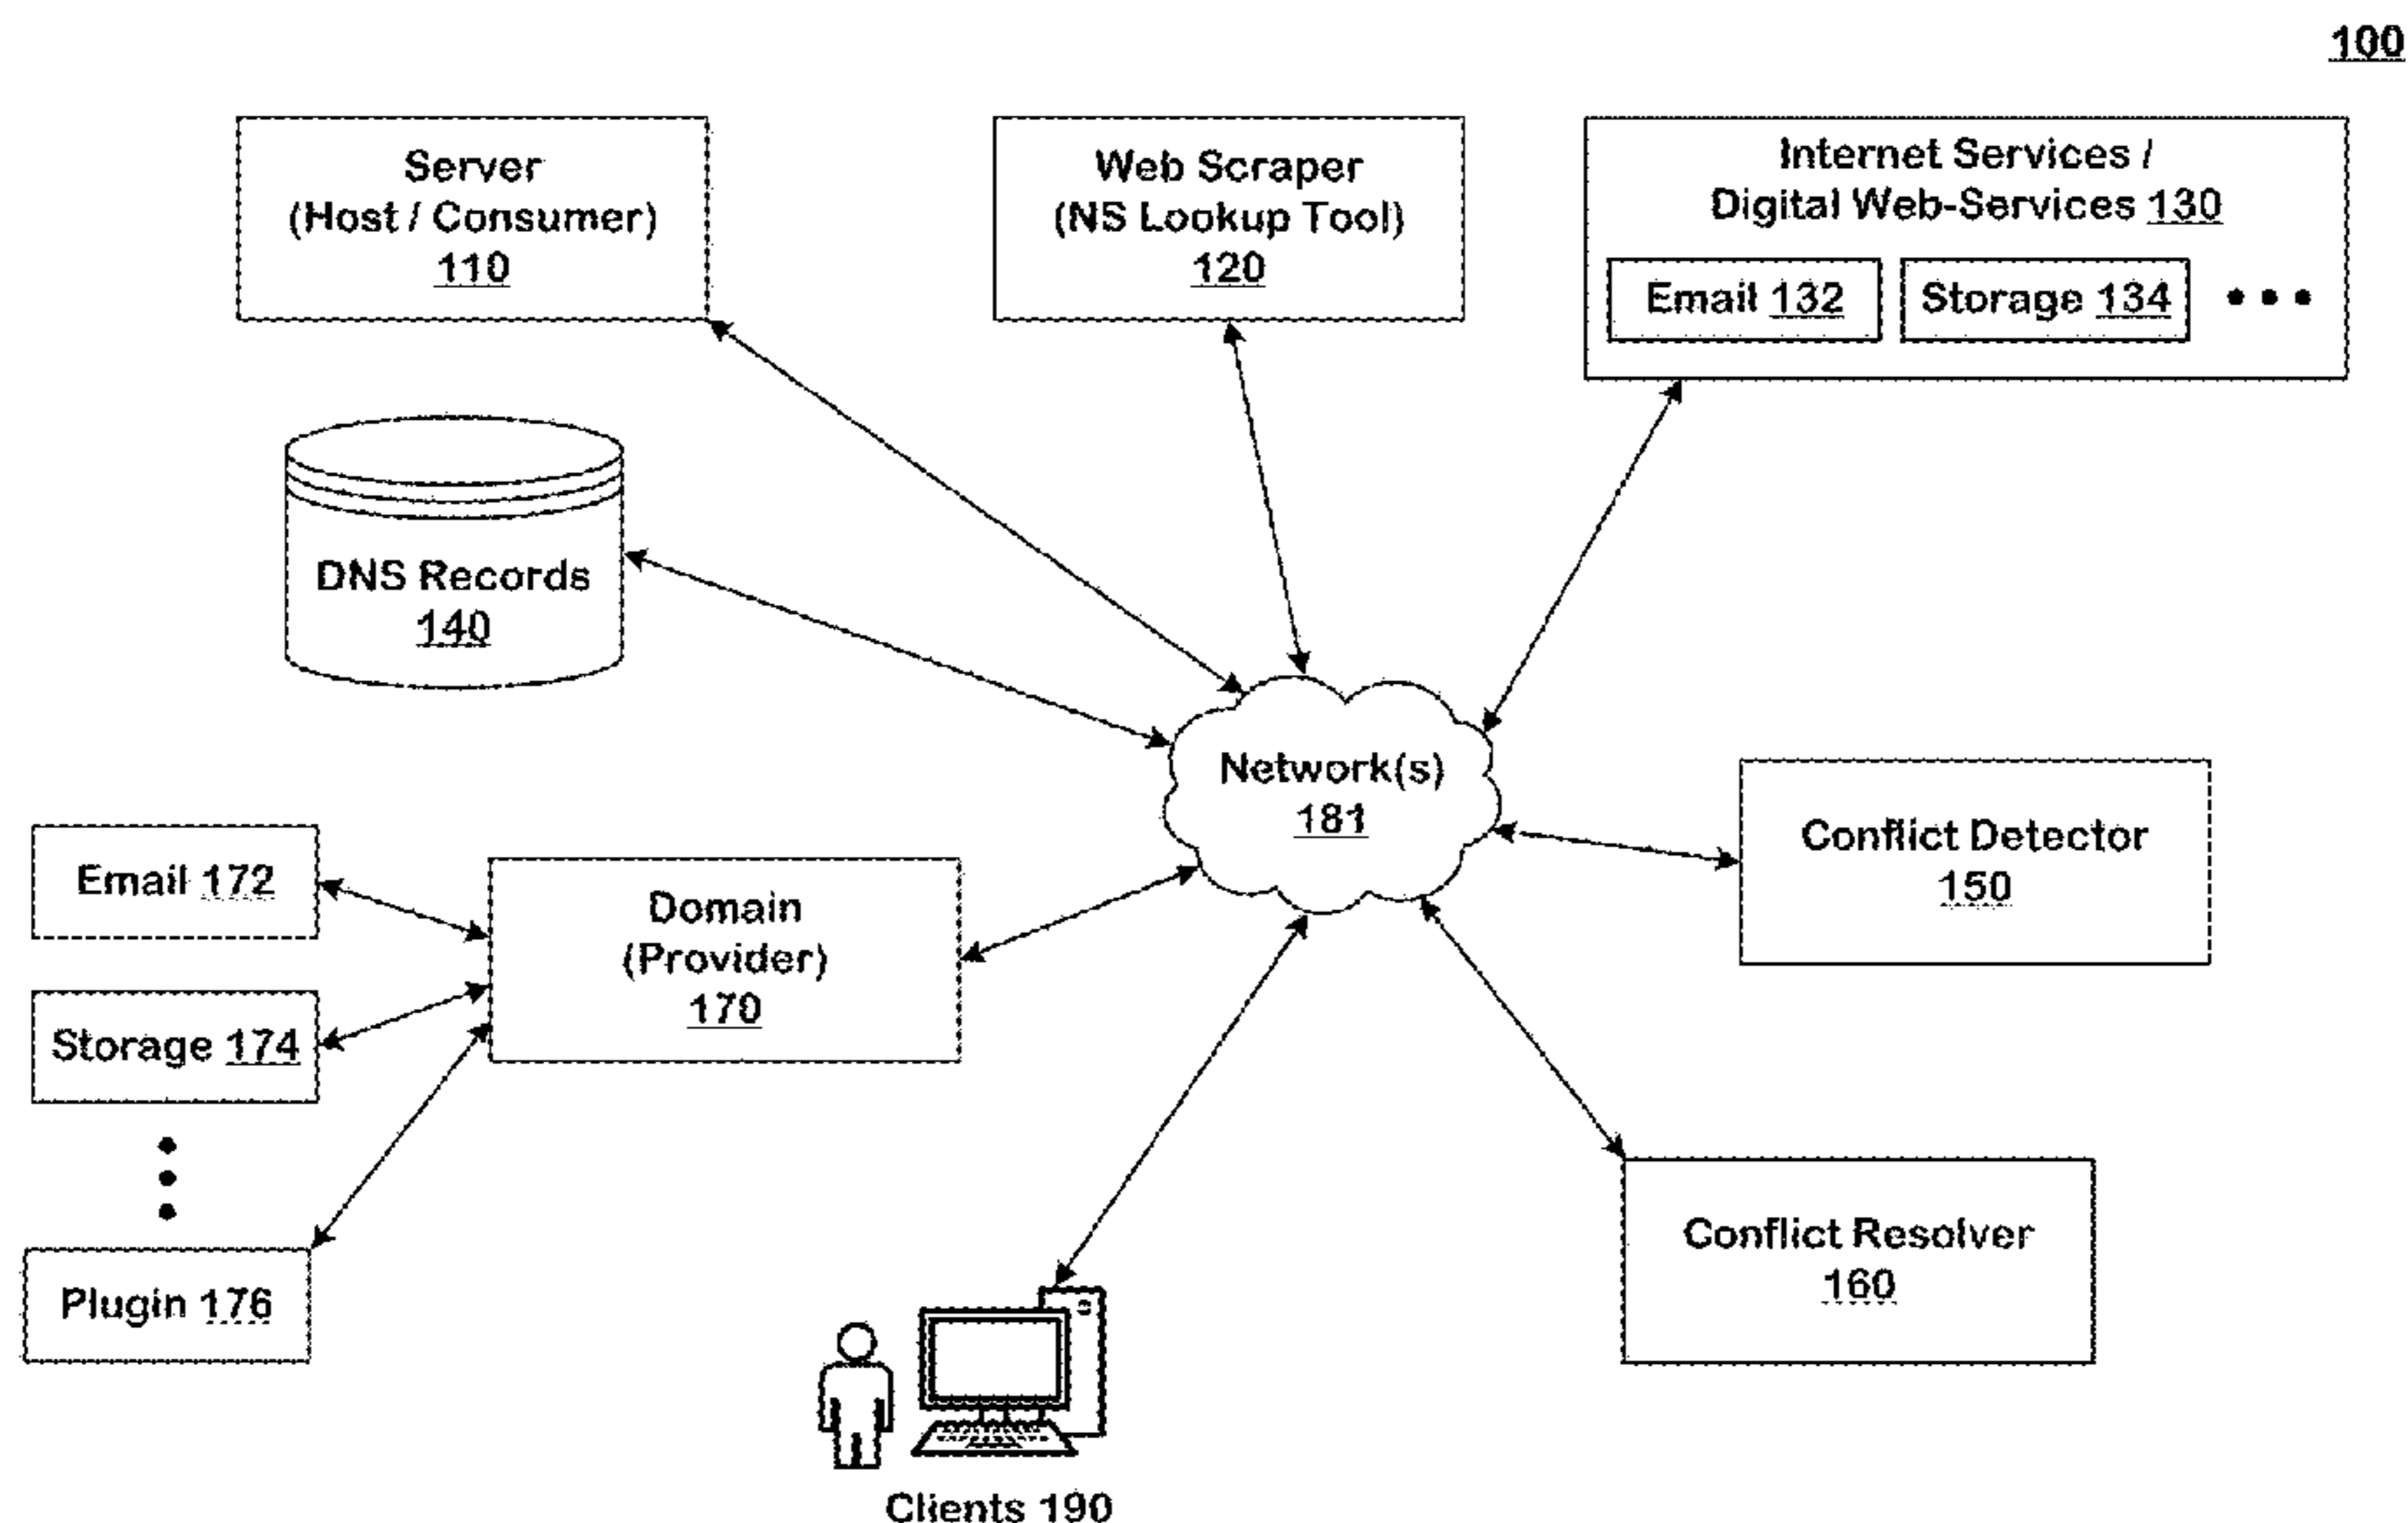 100
Server
(Host / Consumer)
110
Web Scraper
(NS Lookup Tool)
120
Internet Services /
Digital Web-Services 130
Email 132
Storage 134
DNS Records
140
Network(s)
181
Conflict Detector
150
Email 172
Domain
(Provider)
170
Storage 174
Plugin 176
Conflict Resolver
160
Clients 190